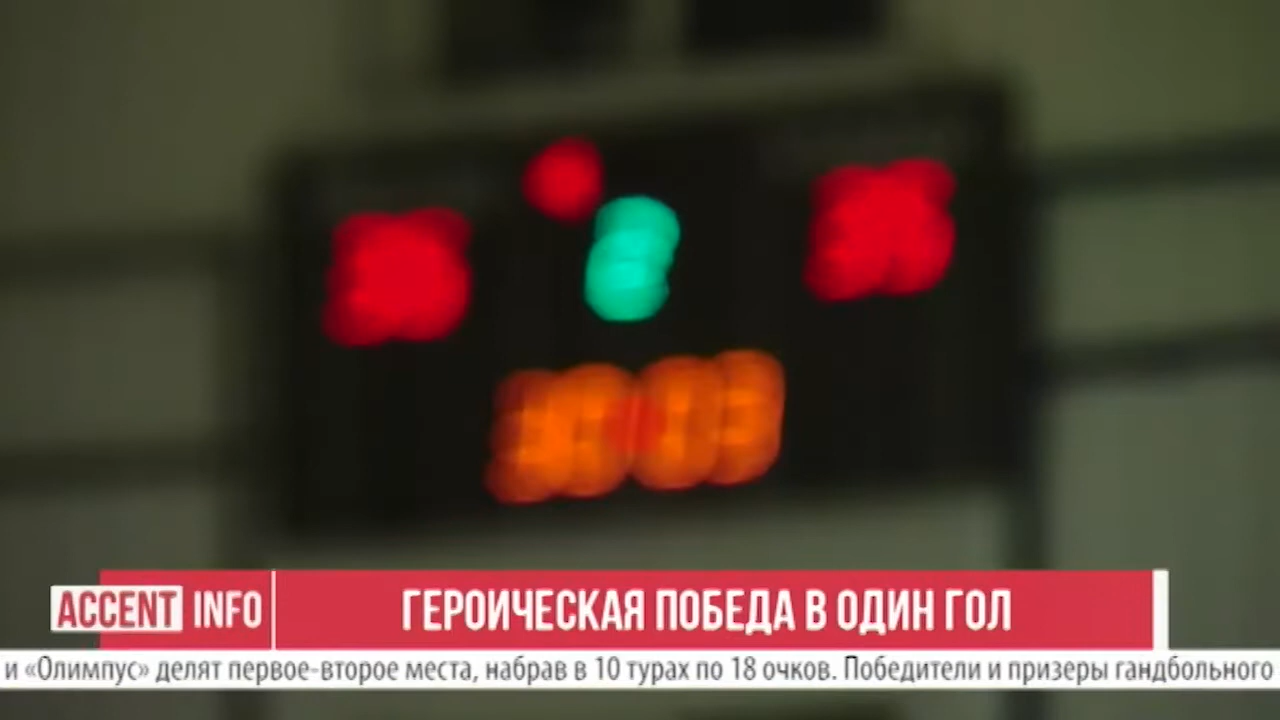 ACCENT INFO
ГЕРОИЧЕСКАЯ ПОБЕДА В ОДИН ГОЛ
и «Олимпус» делят первое-второе места, набрав в 10 турах по 18 очков. Победители и призеры гандбольного